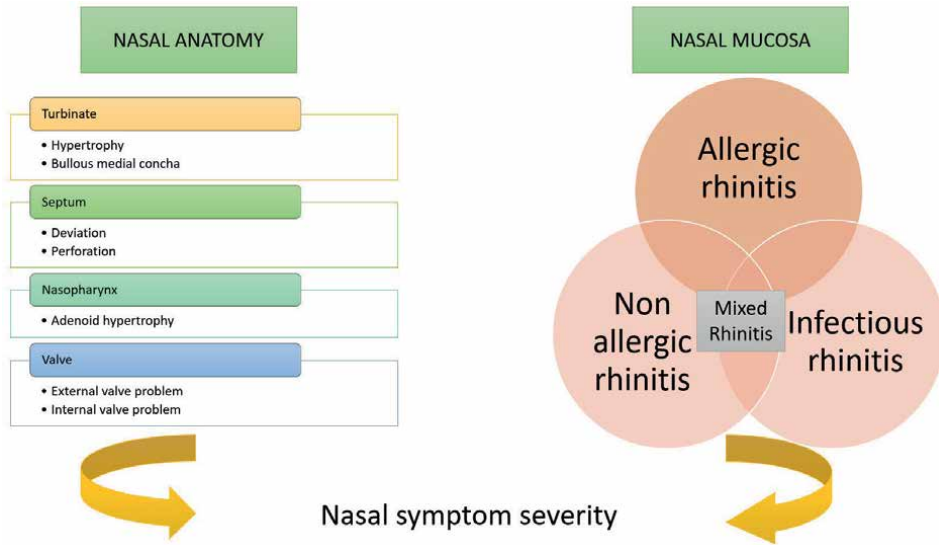 NASAL ANATOMY
Turbinate
• Hypertrophy
• Bullous medial concha
Septum
• Deviation
• Perforation
Nasopharynx
• Adenoid hypertrophy
Valve
• External valve problem
• Internal valve problem
NASAL MUCOSA
Allergic
rhinitis
Non
allergic
rhinitis
Mixed
Rhinitis
Infectious
rhinitis
Nasal symptom severity